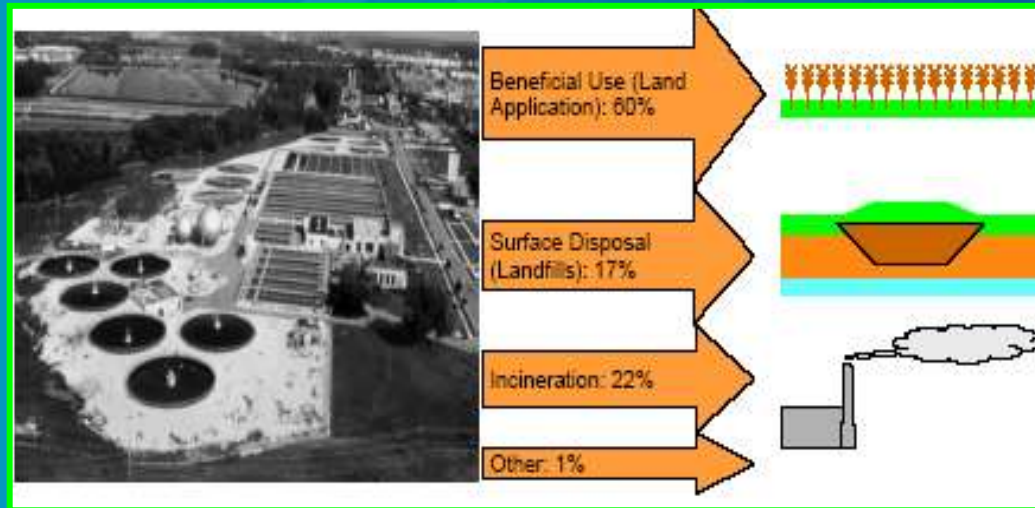 Beneficial Use (Land
Application): 60%
Surface Disposal
(Landfills): 17%
Incineration: 22%
Other: 1%